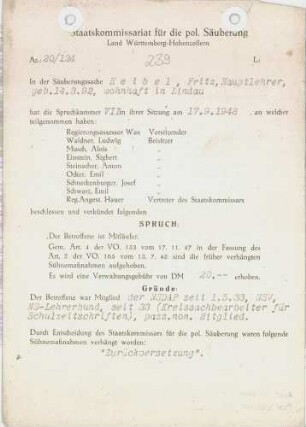 Staatskommissariat für die pol. Säuberung
Land Württemberg-Hohenzollern
Az: 20/134
239
L:
In der Säuberungssache Keibel, Fritz, Hauptlehrer,
geb. 14.3.92, wohnhaft in Lindau
hat die Spruchkammer VII in ihrer Sitzung am 17.9.1948, an welcher
teilgenommen haben:
Regierungsassessor Wax Vorsitzender
Waldner, Ludwig Beisitzer
Mauch, Alois "
Einstein, Sigbert "
Steinacher, Anton "
Odier, Emil "
Schneckenburger, Josef "
Schwarz, Emil "
Reg.Angest. Hauer Vertreter des Staatskommissars
beschlossen und verkündet folgenden
SPRUCH:
Der Betroffene ist Mitläufer.
Gem. Art. 4 der VO. 133 vom 17. 11. 47 in der Fassung des
Art. 2 der VO. 165 vom 13. 7. 48 sind die früher verhängten
Sühnemaßnahmen aufgehoben.
Es wird eine Verwaltungsgebühr von DM 20.-- erhoben.
Gründe:
Der Betroffene war Mitglied der NSDAP seit 1.5.33, NSV,
NS-Lehrerbund, seit 33 (Kreissachbearbeiter für
Schulzeitschriften), pass.non. Mitglied.
Durch Entscheidung des Staatskommissars für die pol. Säuberung waren folgende
Sühnemaßnahmen verhängt worden:
"Zurückversetzung".